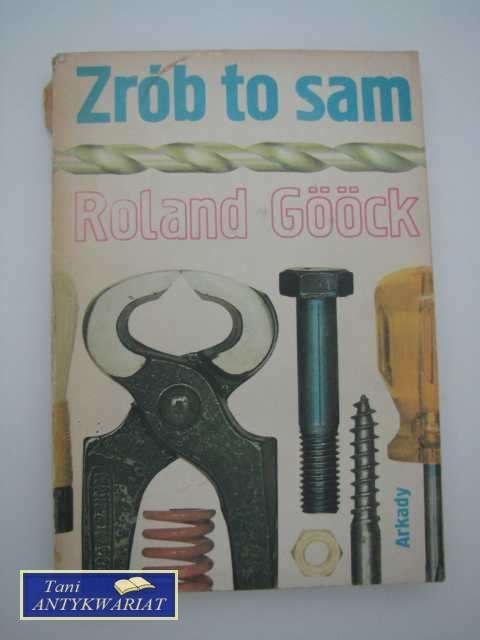 Zrób to sam
Roland Gööck
Arkady
Tani
ANTYKWARIAT